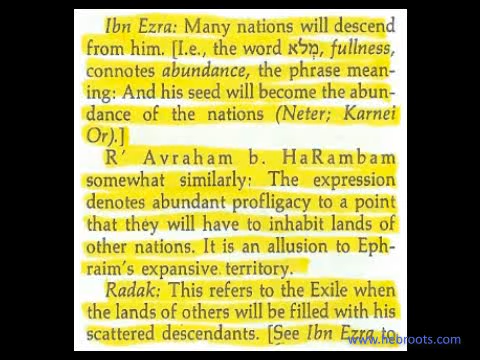 Ibn Ezra: Many nations will descend
from him. [I.e., the word מְלֹא, fullness,
connotes abundance, the phrase mean-
ing: And his seed will become the abun-
dance of the nations (Neter; Karnei
Or).]
R' Avraham b. HaRambam
somewhat similarly: The expression
denotes abundant profligacy to a point
that they will have to inhabit lands of
other nations. It is an allusion to Eph-
raim's expansive territory.
Radak: This refers to the Exile when
the lands of others will be filled with his
scattered descendants. [See Ibn Ezra to
www.hebroots.com